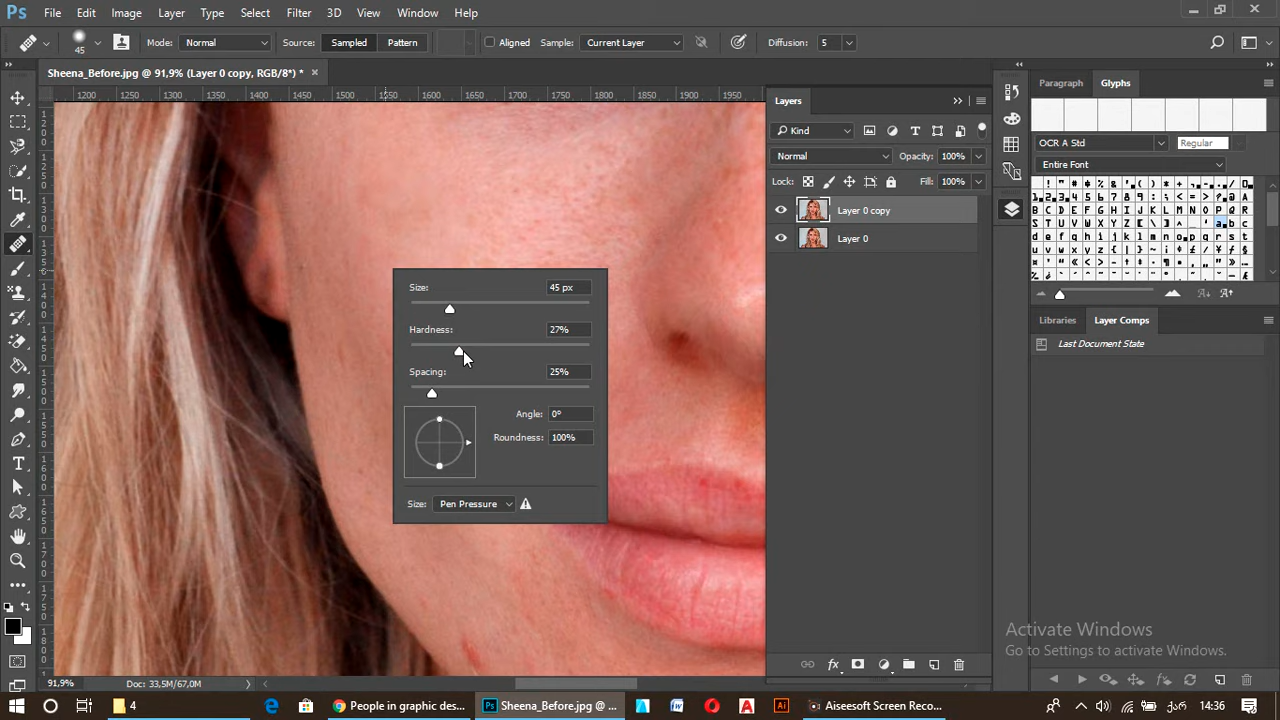 Ps File Edit Image Layer Type Select Filter 3D View Window Help
45 Mode: Normal Source: Sampled Pattern Aligned Sample: Current Layer Diffusion: 5
Sheena_Before.jpg @ 91,9% (Layer 0 copy, RGB/8*) * ×
1200 1250 1300 1350 1400 1450 1500 1550 1600 1650 1700 1750 1800 1850 1900 1950
Layers
Kind
Normal Opacity: 100%
Lock: Fill: 100%
Layer 0 copy
Layer 0
Paragraph Glyphs
OCR A Std Regular
Entire Font
Libraries Layer Comps
Last Document State
Size: 45 px
Hardness: 27%
Spacing: 25%
Angle: 0°
Roundness: 100%
Size: Pen Pressure
Activate Windows
Go to Settings to activate Windows.
91,9% Doc: 33,5M/67,0M
4 People in graphic des... Sheena_Before.jpg @ ... Aiseesoft Screen Reco... 14:36